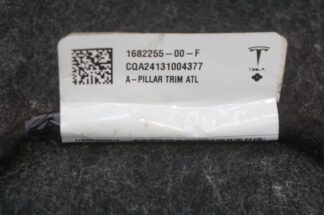 1682255-00-F
CQA24131004377
A-PILLAR TRIM ATL
TESLA